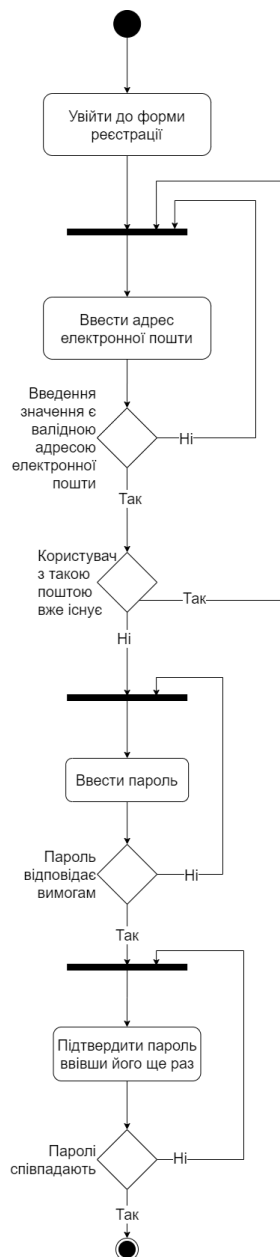 Увійти до форми
реєстрації
Ввести адрес
електронної пошти
Введення
значення є
валідною
адресою
електронної
пошти
Ні
Так
Користувач
з такою
поштою
вже існує
Так
Ні
Ввести пароль
Пароль
відповідає
вимогам
Ні
Так
Підтвердити пароль
ввівши його ще раз
Паролі
співпадають
Ні
Так